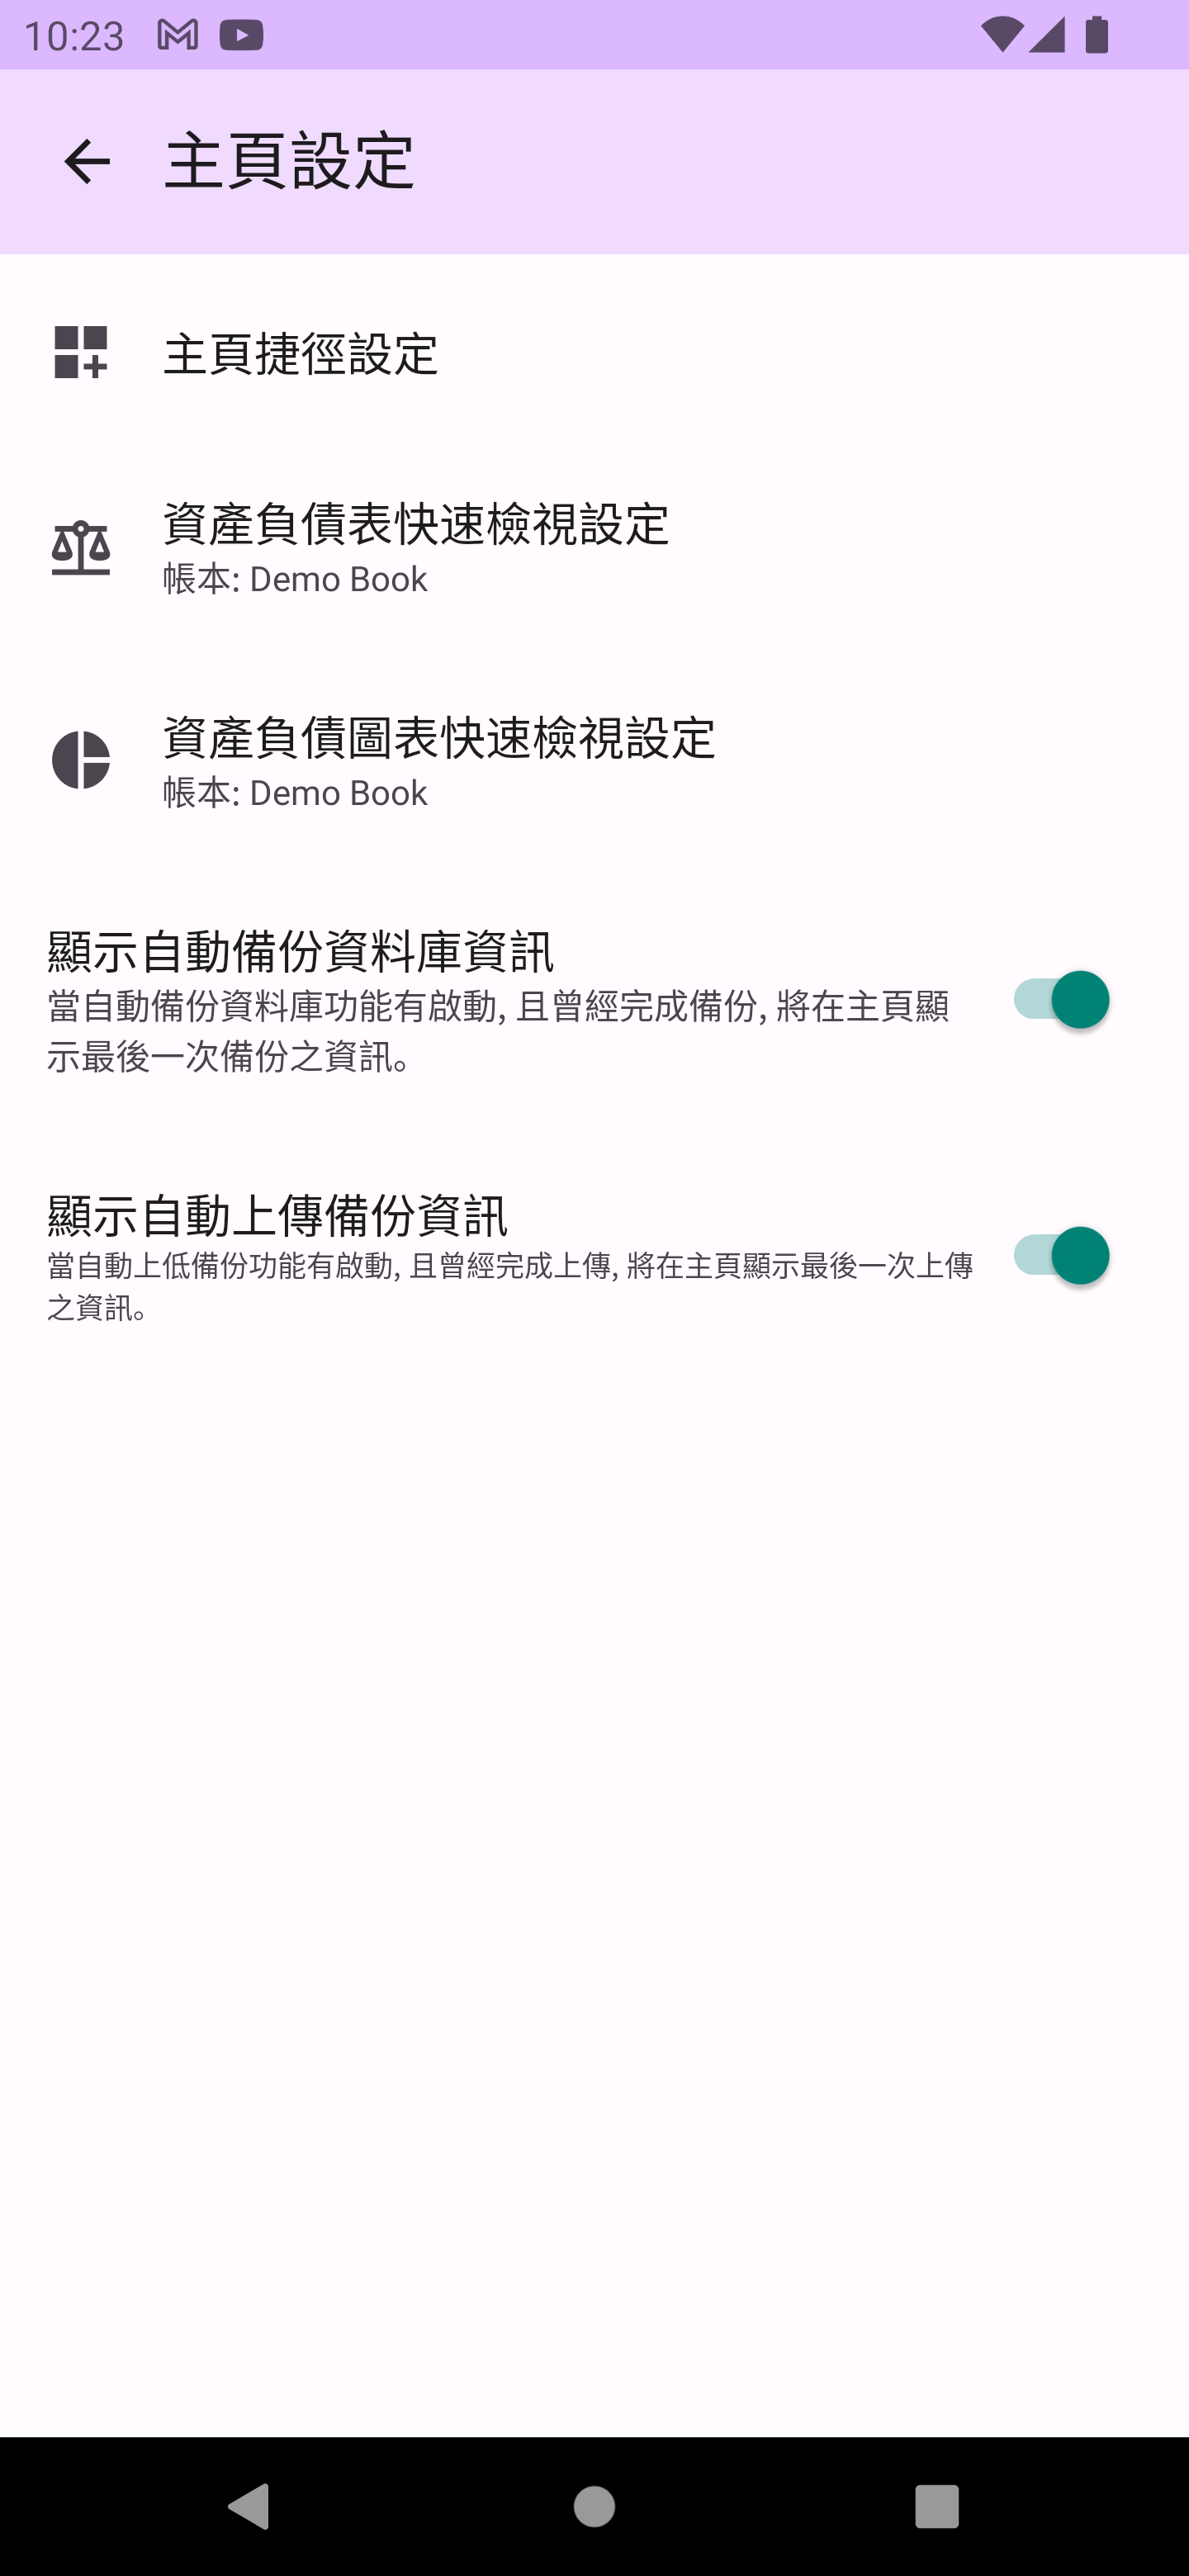 10:23
主頁設定
主頁捷徑設定
資產負債表快速檢視設定
帳本: Demo Book
資產負債圖表快速檢視設定
帳本: Demo Book
顯示自動備份資料庫資訊
當自動備份資料庫功能有啟動, 且曾經完成備份, 將在主頁顯
示最後一次備份之資訊。
顯示自動上傳備份資訊
當自動上低備份功能有啟動, 且曾經完成上傳, 將在主頁顯示最後一次上傳
之資訊。